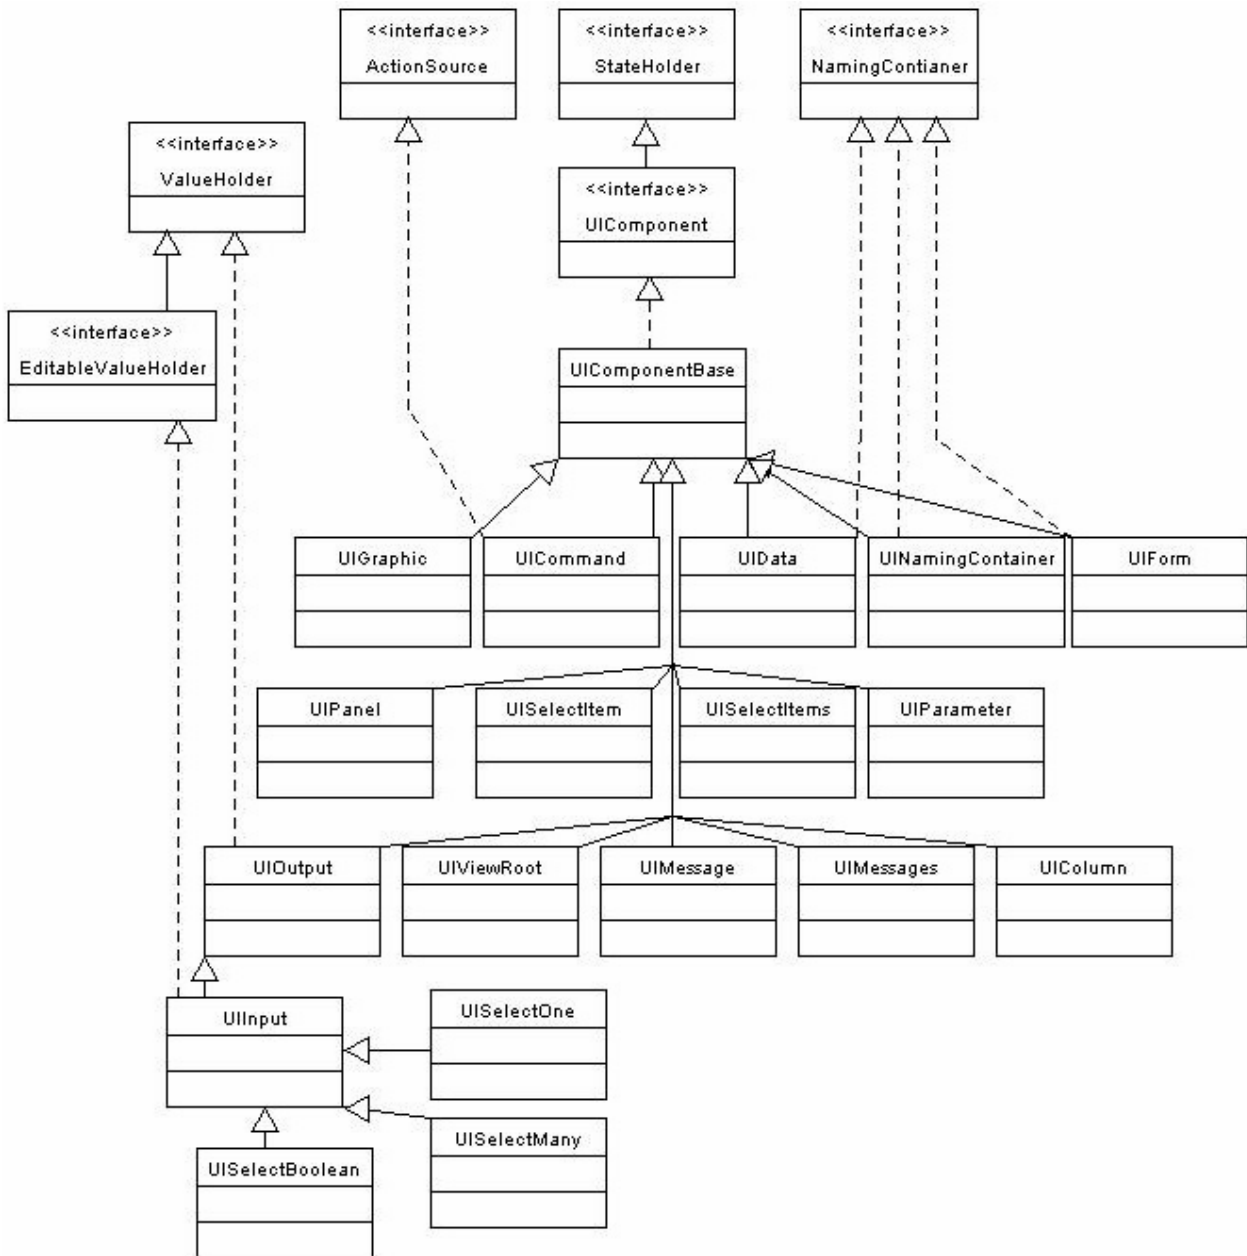 <<interface>>
ActionSource
<<interface>>
StateHolder
<<interface>>
NamingContianer
<<interface>>
ValueHolder
<<interface>>
UIComponent
<<interface>>
EditableValueHolder
UIComponentBase
UIGraphic
UICommand
UIData
UINamingContainer
UIForm
UIPanel
UISelectItem
UISelectItems
UIParameter
UIOutput
UIViewRoot
UIMessage
UIMessages
UIColumn
UIInput
UISelectOne
UISelectMany
UISelectBoolean